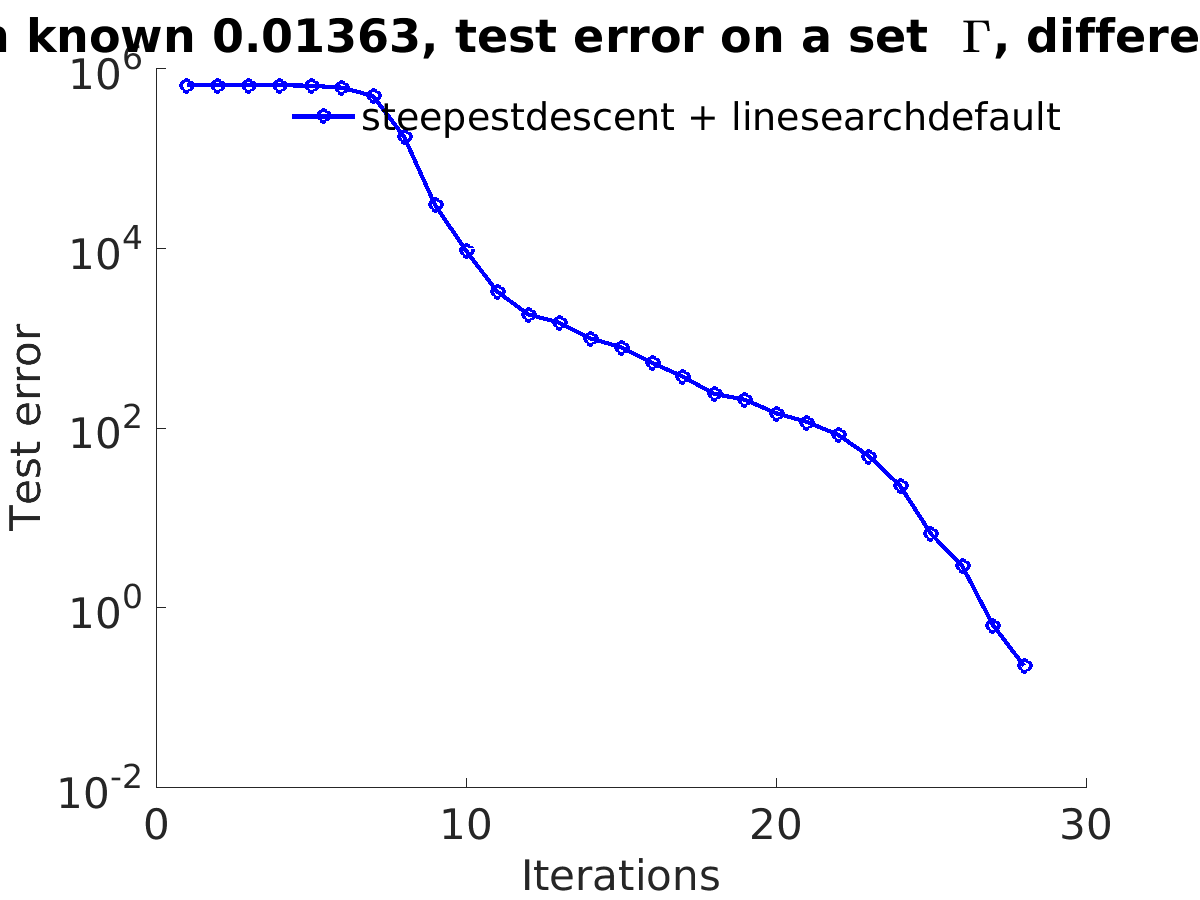 known 0.01363, test error on a set Γ, differe
10^6
steepestdescent + linesearchdefault
10^4
10^2
10^0
10^-2
Test error
0 10 20 30
Iterations